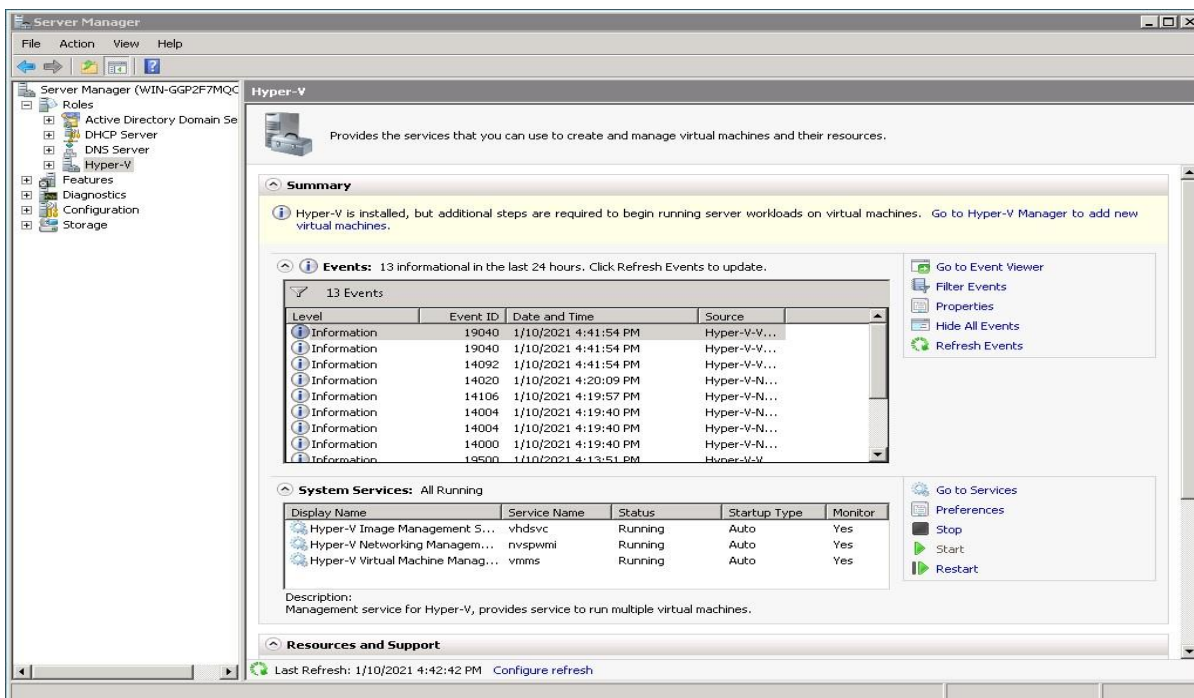 Server Manager
File Action View Help
Server Manager (WIN-GGP2F7MQC
Roles
Active Directory Domain Se
DHCP Server
DNS Server
Hyper-V
Features
Diagnostics
Configuration
Storage
Hyper-V
Provides the services that you can use to create and manage virtual machines and their resources.
Summary
Hyper-V is installed, but additional steps are required to begin running server workloads on virtual machines. Go to Hyper-V Manager to add new
virtual machines.
Events: 13 informational in the last 24 hours. Click Refresh Events to update.
13 Events
Level Event ID Date and Time Source
Information 19040 1/10/2021 4:41:54 PM Hyper-V-V...
Information 19040 1/10/2021 4:41:54 PM Hyper-V-V...
Information 14092 1/10/2021 4:41:54 PM Hyper-V-V...
Information 14020 1/10/2021 4:20:09 PM Hyper-V-N...
Information 14106 1/10/2021 4:19:57 PM Hyper-V-N...
Information 14004 1/10/2021 4:19:40 PM Hyper-V-N...
Information 14004 1/10/2021 4:19:40 PM Hyper-V-N...
Information 14000 1/10/2021 4:19:40 PM Hyper-V-N...
Information 19500 1/10/2021 4:13:51 PM Hyper-V-V
Go to Event Viewer
Filter Events
Properties
Hide All Events
Refresh Events
System Services: All Running
Display Name Service Name Status Startup Type Monitor
Hyper-V Image Management S... vhdsvc Running Auto Yes
Hyper-V Networking Managem... nvspwmi Running Auto Yes
Hyper-V Virtual Machine Manag... vmms Running Auto Yes
Description:
Management service for Hyper-V, provides service to run multiple virtual machines.
Go to Services
Preferences
Stop
Start
Restart
Resources and Support
Last Refresh: 1/10/2021 4:42:42 PM Configure refresh